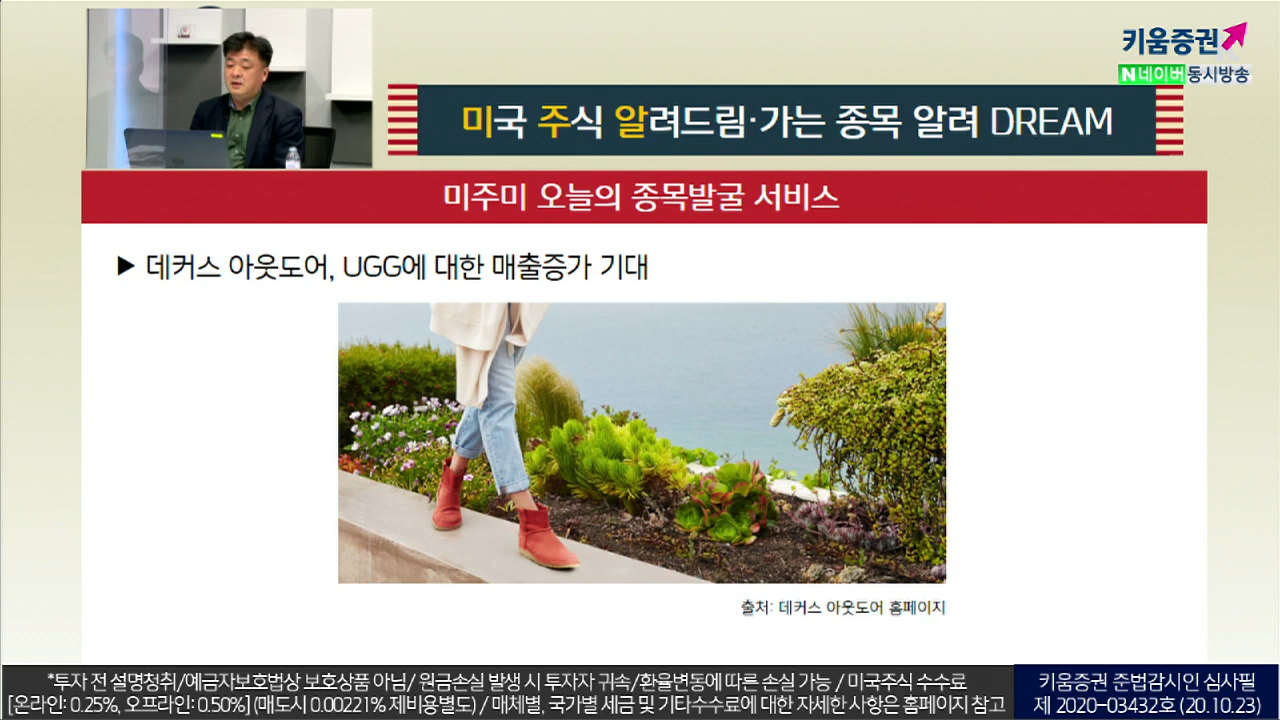 키움증권
N 네이버 동시방송
미국 주식 알려드림·가는 종목 알려 DREAM
미주미 오늘의 종목발굴 서비스
▶ 데커스 아웃도어, UGG에 대한 매출증가 기대
출처: 데커스 아웃도어 홈페이지
*투자 전 설명청취/예금자보호법상 보호상품 아님/ 원금손실 발생 시 투자자 귀속/환율변동에 따른 손실 가능 / 미국주식 수수료
[온라인: 0.25%, 오프라인: 0.50%] (매도시 0.00221% 제비용별도) / 매체별, 국가별 세금 및 기타수수료에 대한 자세한 사항은 홈페이지 참고
키움증권 준법감시인 심사필
제 2020-03432호 (20.10.23)